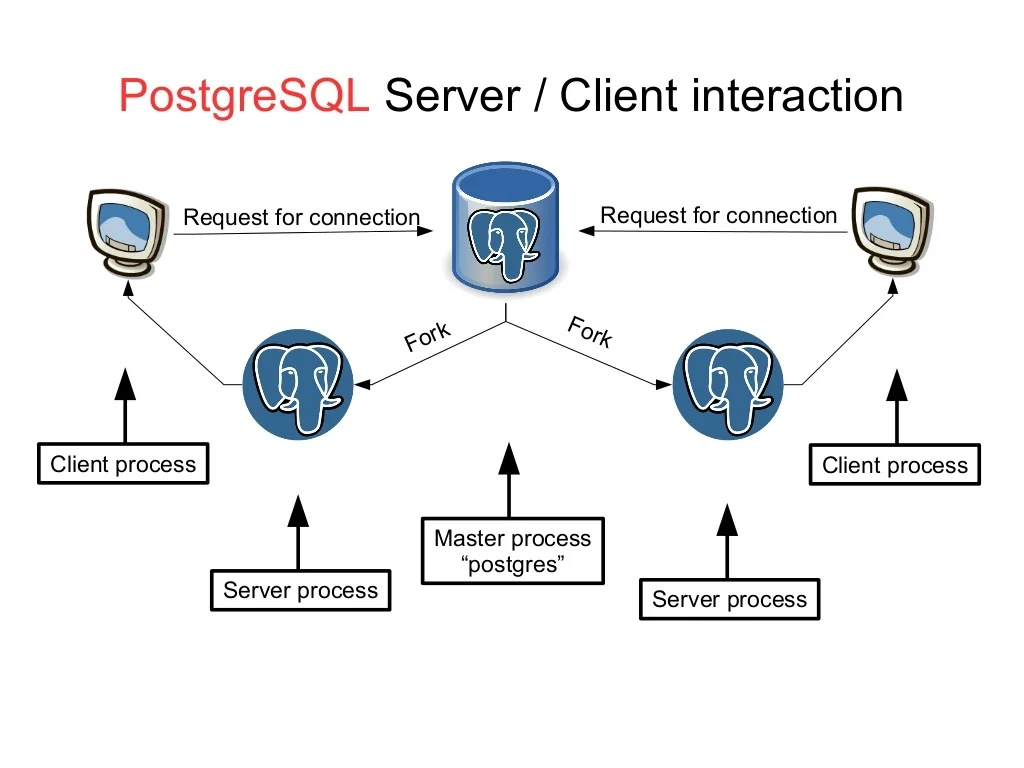 PostgreSQL Server / Client interaction
Request for connection
Request for connection
Fork
Fork
Client process
Client process
Master process
“postgres”
Server process
Server process